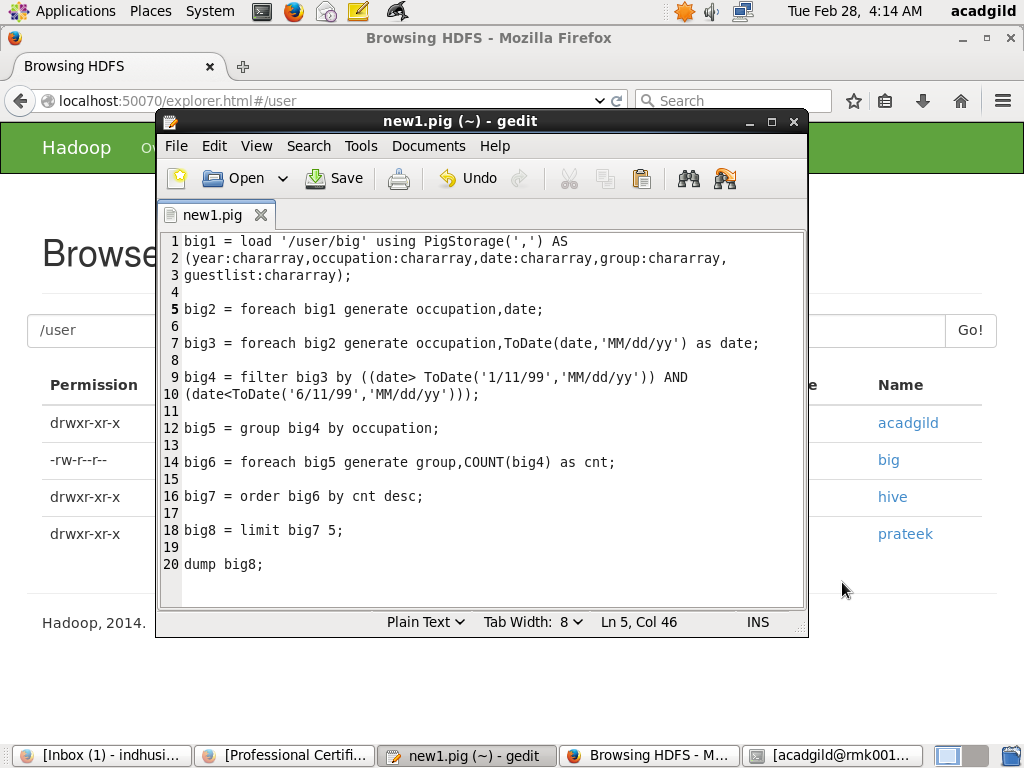 Applications Places System Tue Feb 28, 4:14 AM acadgild
Browsing HDFS - Mozilla Firefox
Browsing HDFS
localhost:50070/explorer.html#/user Search
new1.pig (~) - gedit
File Edit View Search Tools Documents Help
Hadoop Ov
Open Save Undo
new1.pig
1 big1 = load '/user/big' using PigStorage(',') AS
2 (year:chararray,occupation:chararray,date:chararray,group:chararray,
3 guestlist:chararray);
4
5 big2 = foreach big1 generate occupation,date;
6
7 big3 = foreach big2 generate occupation,ToDate(date,'MM/dd/yy') as date;
8
9 big4 = filter big3 by ((date> ToDate('1/11/99','MM/dd/yy')) AND
10 (date<ToDate('6/11/99','MM/dd/yy')));
11
12 big5 = group big4 by occupation;
13
14 big6 = foreach big5 generate group,COUNT(big4) as cnt;
15
16 big7 = order big6 by cnt desc;
17
18 big8 = limit big7 5;
19
20 dump big8;
Plain Text Tab Width: 8 Ln 5, Col 46 INS
Browse
/user Go!
Permission e Name
drwxr-xr-x acadgild
-rw-r--r-- big
drwxr-xr-x hive
drwxr-xr-x prateek
Hadoop, 2014.
[Inbox (1) - indhusi... [Professional Certifi... new1.pig (~) - gedit Browsing HDFS - M... [acadgild@rmk001...